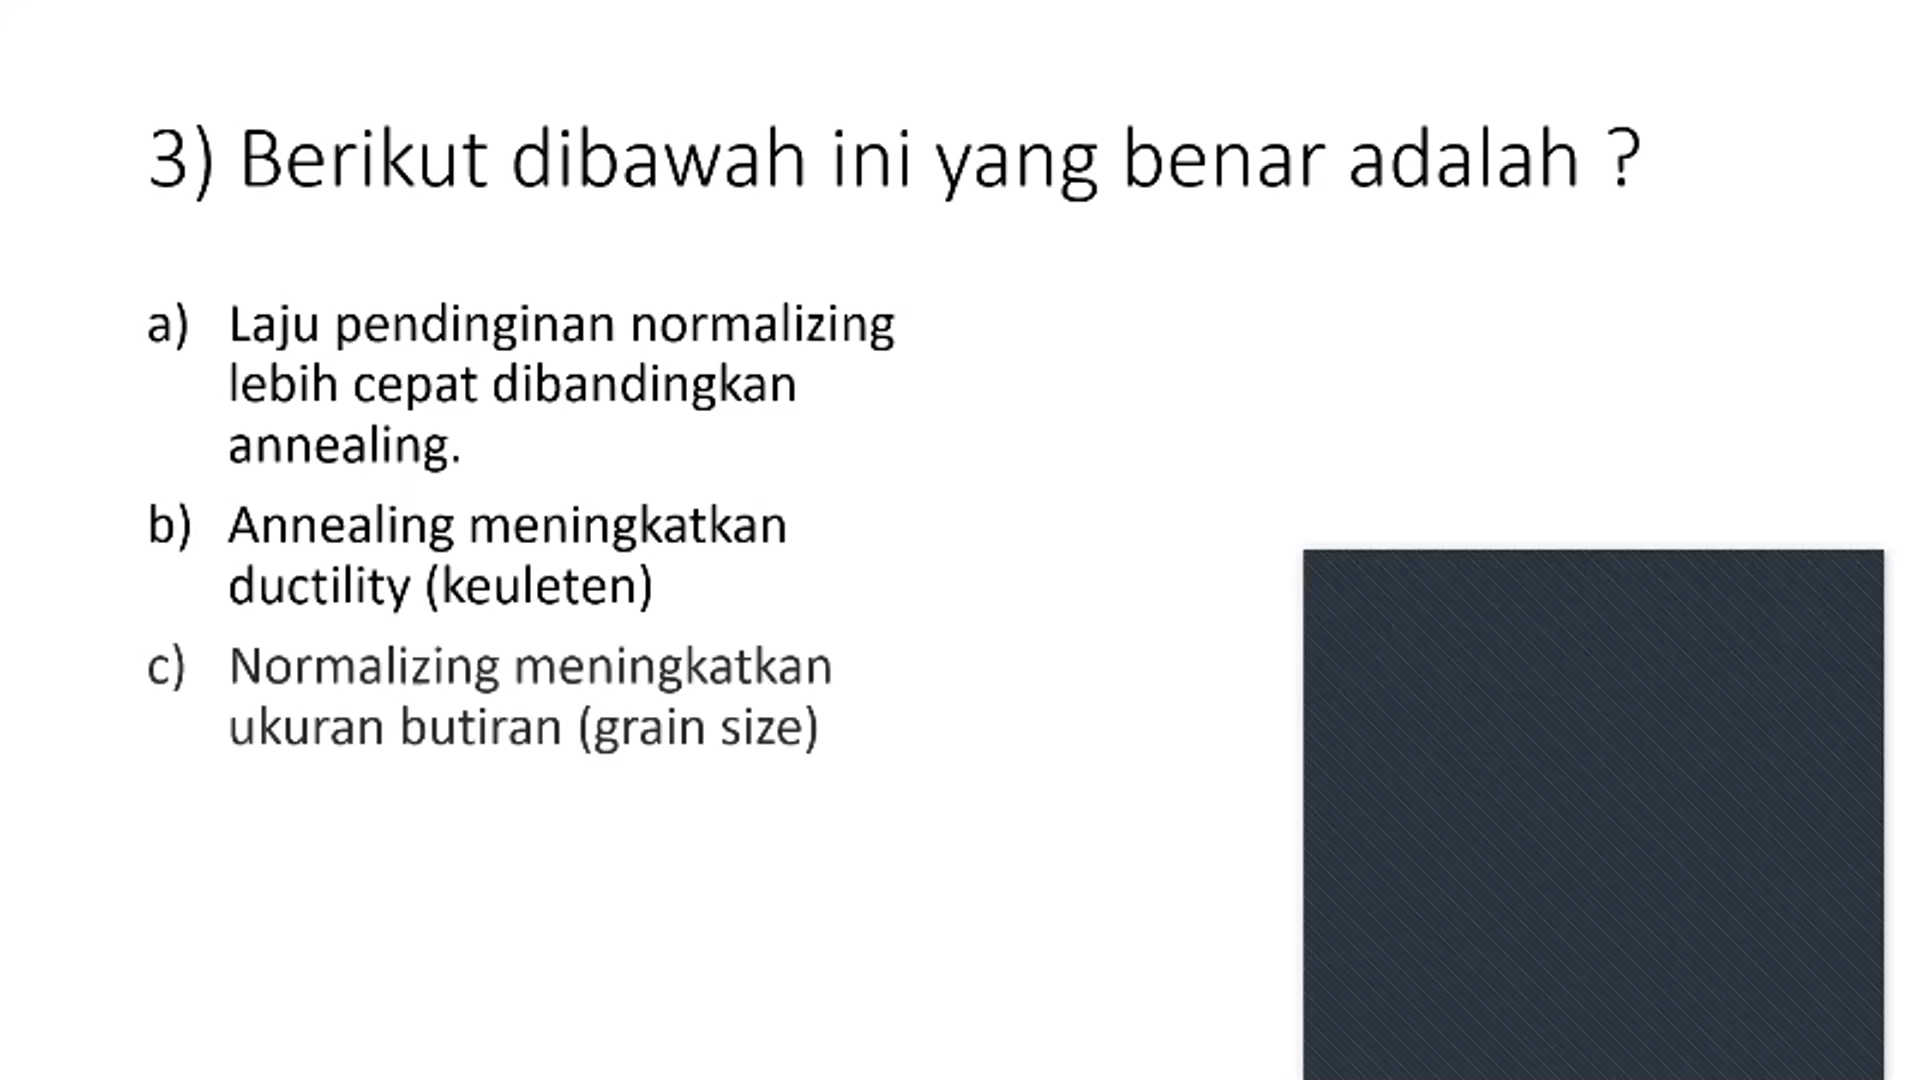 3) Berikut dibawah ini yang benar adalah ?
a) Laju pendinginan normalizing
lebih cepat dibandingkan
annealing.
b) Annealing meningkatkan
ductility (keuleten)
c) Normalizing meningkatkan
ukuran butiran (grain size)